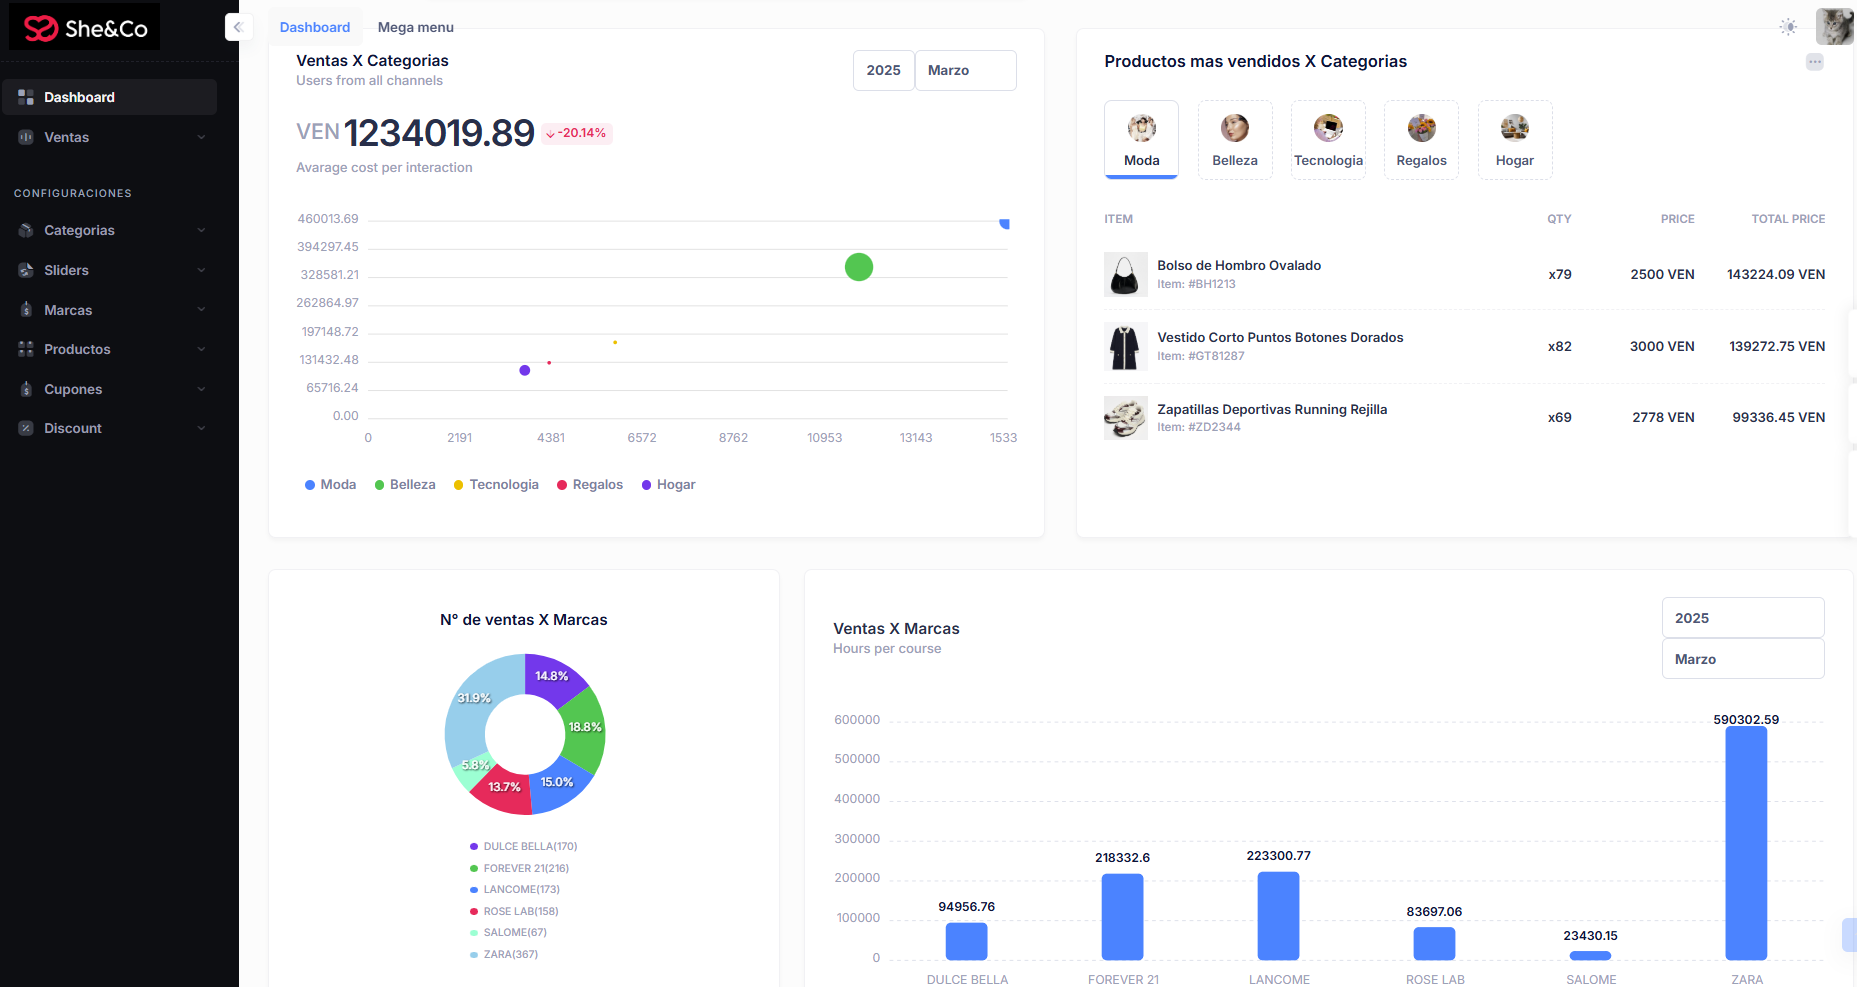 She&Co
Dashboard
Mega menu
Dashboard
Ventas
CONFIGURACIONES
Categorias
Sliders
Marcas
Productos
Cupones
Discount
Ventas X Categorias
Users from all channels
2025
Marzo
VEN 1234019.89 -20.14%
Avarage cost per interaction
460013.69
394297.45
328581.21
262864.97
197148.72
131432.48
65716.24
0.00
0 2191 4381 6572 8762 10953 13143 1533
Moda Belleza Tecnologia Regalos Hogar
Productos mas vendidos X Categorias
Moda Belleza Tecnologia Regalos Hogar
ITEM QTY PRICE TOTAL PRICE
Bolso de Hombro Ovalado
Item: #BH1213
x79 2500 VEN 143224.09 VEN
Vestido Corto Puntos Botones Dorados
Item: #GT81287
x82 3000 VEN 139272.75 VEN
Zapatillas Deportivas Running Rejilla
Item: #ZD2344
x69 2778 VEN 99336.45 VEN
N° de ventas X Marcas
14.8%
18.8%
15.0%
13.7%
5.8%
31.9%
DULCE BELLA(170)
FOREVER 21(216)
LANCOME(173)
ROSE LAB(158)
SALOME(67)
ZARA(367)
Ventas X Marcas
Hours per course
2025
Marzo
600000
500000
400000
300000
200000
100000
0
94956.76
218332.6
223300.77
83697.06
23430.15
590302.59
DULCE BELLA FOREVER 21 LANCOME ROSE LAB SALOME ZARA